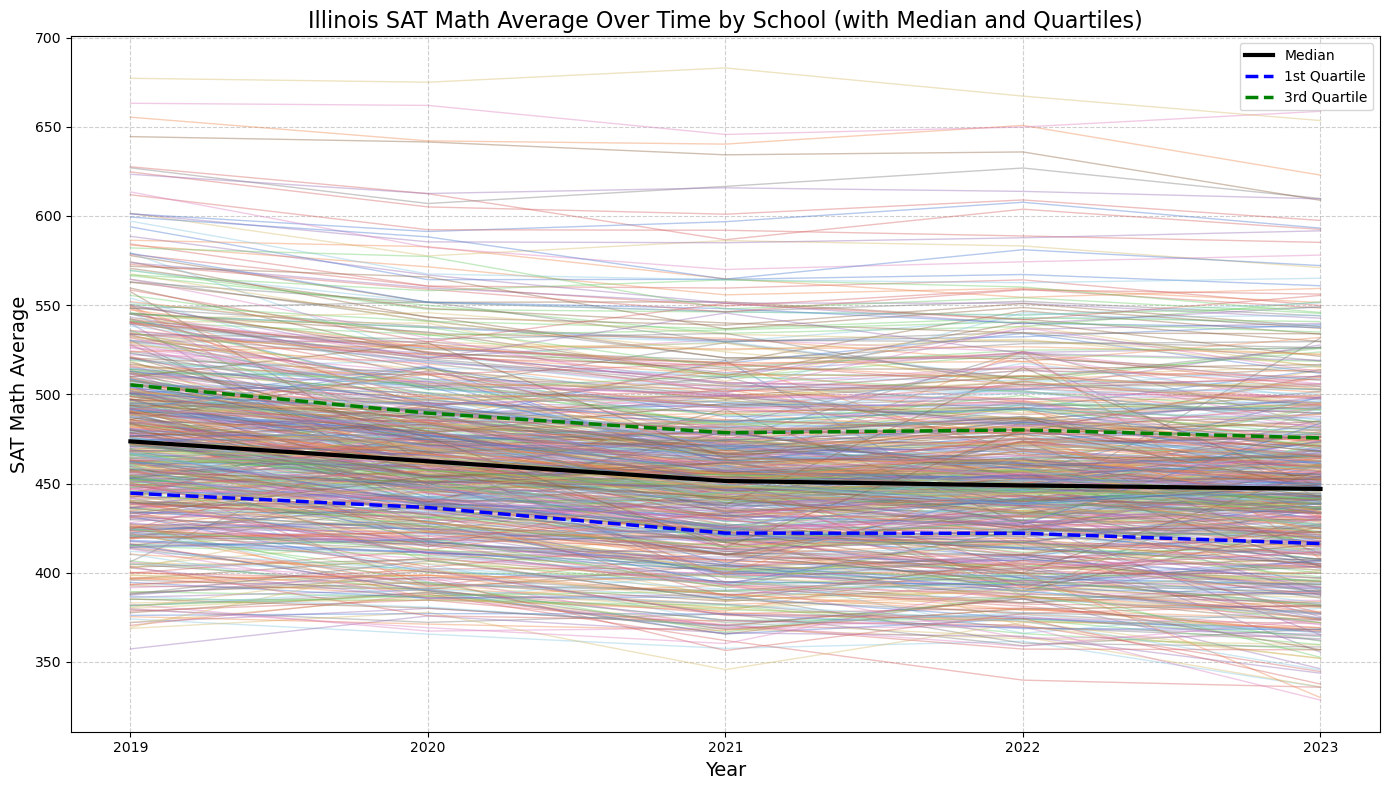 Illinois SAT Math Average Over Time by School (with Median and Quartiles)
700
650
600
550
500
450
400
350
SAT Math Average
Median
1st Quartile
3rd Quartile
2019 2020 2021 2022 2023
Year